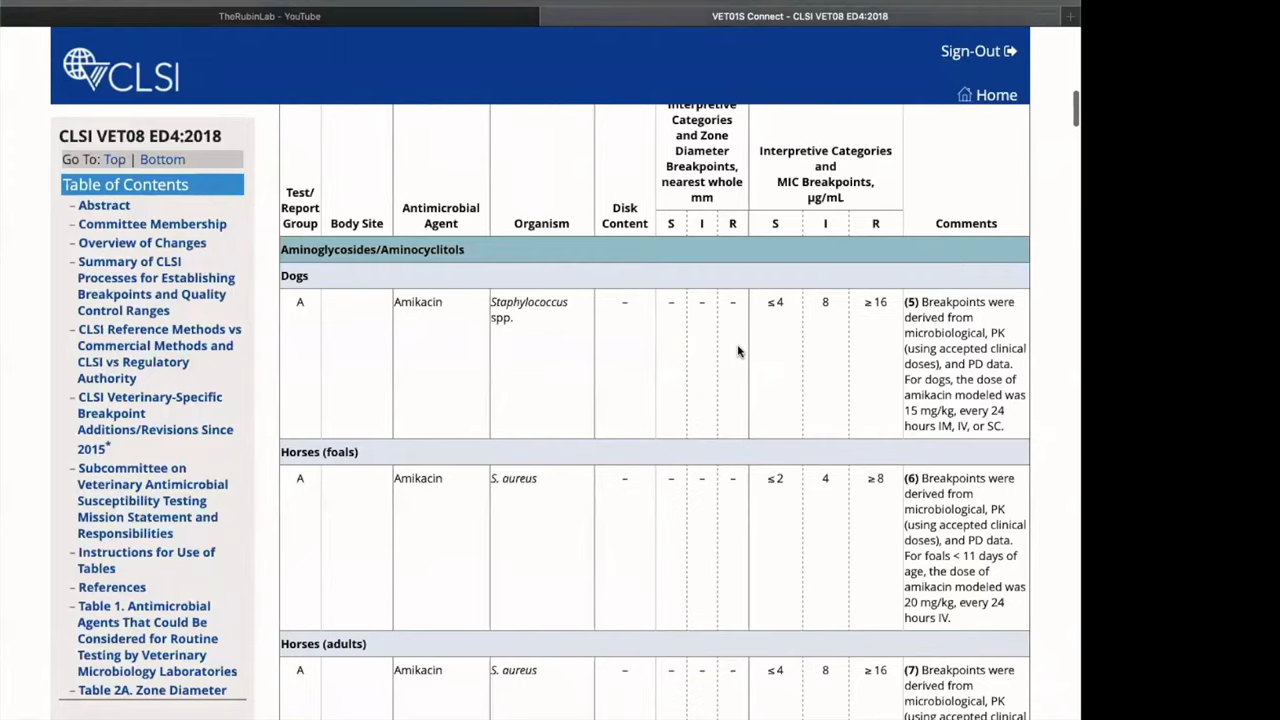 TheRubinLab - YouTube
VET01S Connect - CLSI VET08 ED4:2018
CLSI
Sign-Out
Home
CLSI VET08 ED4:2018
Go To: Top | Bottom
Table of Contents
– Abstract
– Committee Membership
– Overview of Changes
– Summary of CLSI
Processes for Establishing
Breakpoints and Quality
Control Ranges
– CLSI Reference Methods vs
Commercial Methods and
CLSI vs Regulatory
Authority
– CLSI Veterinary-Specific
Breakpoint
Additions/Revisions Since
2015*
– Subcommittee on
Veterinary Antimicrobial
Susceptibility Testing
Mission Statement and
Responsibilities
– Instructions for Use of
Tables
– References
– Table 1. Antimicrobial
Agents That Could Be
Considered for Routine
Testing by Veterinary
Microbiology Laboratories
– Table 2A. Zone Diameter
Test/
Report
Group
Body Site
Antimicrobial
Agent
Organism
Disk
Content
Interpretive
Categories
and Zone
Diameter
Breakpoints,
nearest whole
mm
S I R
Interpretive Categories
and
MIC Breakpoints,
µg/mL
S I R
Comments
Aminoglycosides/Aminocyclitols
Dogs
A Amikacin Staphylococcus – – – – ≤ 4 8 ≥ 16
spp.
(5) Breakpoints were
derived from
microbiological, PK
(using accepted clinical
doses), and PD data.
For dogs, the dose of
amikacin modeled was
15 mg/kg, every 24
hours IM, IV, or SC.
Horses (foals)
A Amikacin S. aureus – – – – ≤ 2 4 ≥ 8
(6) Breakpoints were
derived from
microbiological, PK
(using accepted clinical
doses), and PD data.
For foals < 11 days of
age, the dose of
amikacin modeled was
20 mg/kg, every 24
hours IV.
Horses (adults)
A Amikacin S. aureus – – – – ≤ 4 8 ≥ 16
(7) Breakpoints were
derived from
microbiological, PK
(using accepted clinical